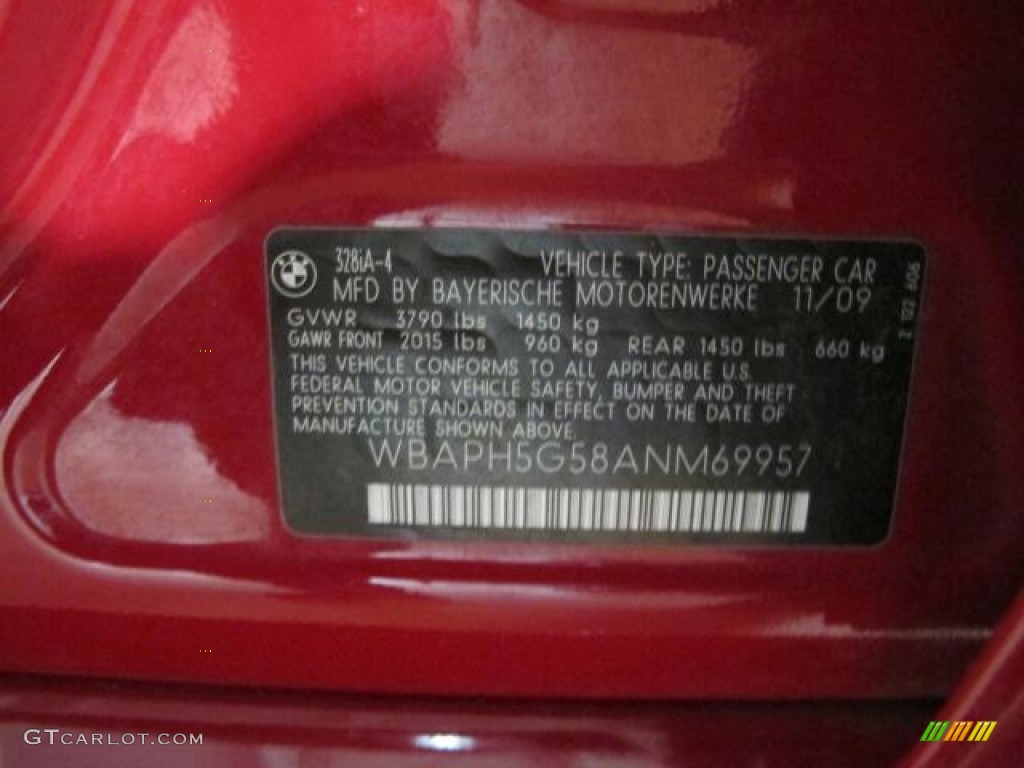 328iA-4 VEHICLE TYPE: PASSENGER CAR
MFD BY BAYERISCHE MOTORENWERKE 11/09
GVWR 3790 lbs 1450 kg
GAWR FRONT 2015 lbs 960 kg REAR 1450 lbs 660 kg
THIS VEHICLE CONFORMS TO ALL APPLICABLE U.S.
FEDERAL MOTOR VEHICLE SAFETY, BUMPER AND THEFT
PREVENTION STANDARDS IN EFFECT ON THE DATE OF
MANUFACTURE SHOWN ABOVE.
WBAPH5G58ANM69957
GTCARLOT.COM